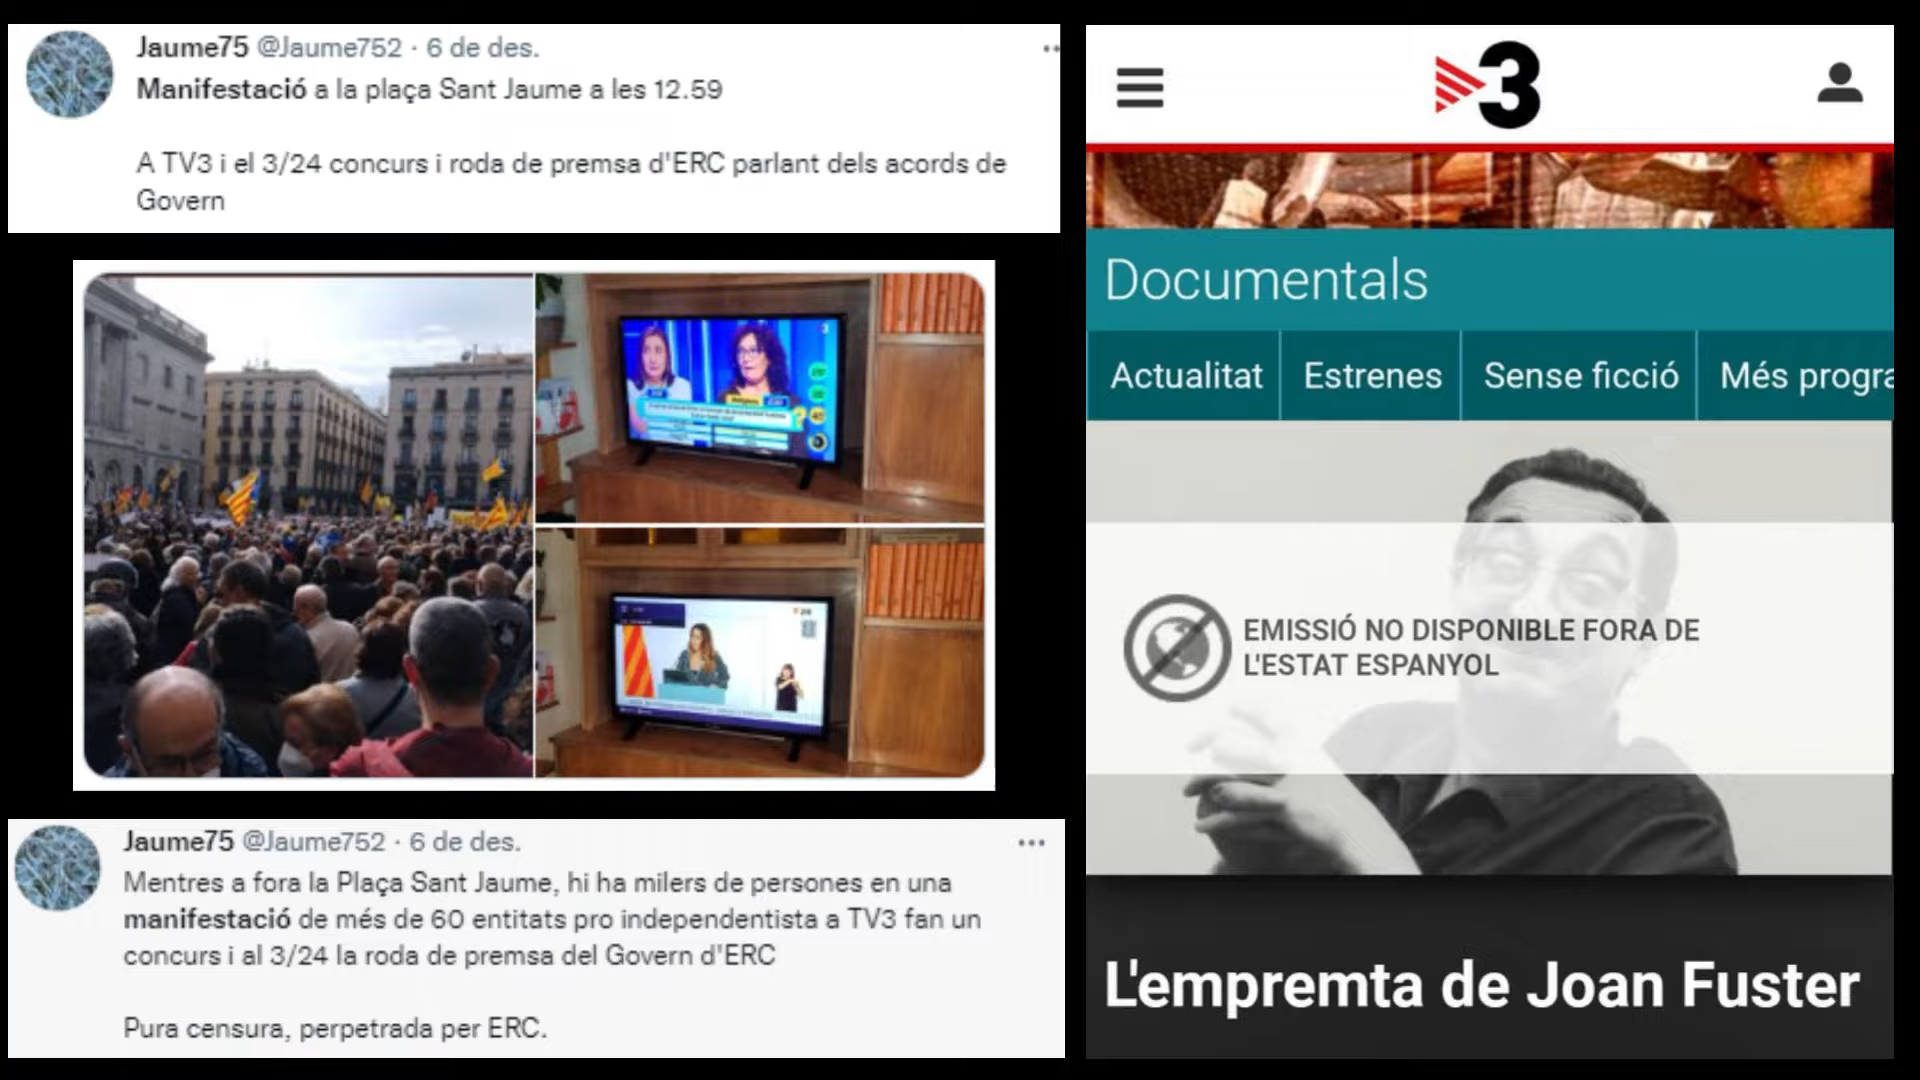 Jaume75 @Jaume752 · 6 de des.
Manifestació a la plaça Sant Jaume a les 12.59
A TV3 i el 3/24 concurs i roda de premsa d'ERC parlant dels acords de
Govern
Jaume75 @Jaume752 · 6 de des.
Mentres a fora la Plaça Sant Jaume, hi ha milers de persones en una
manifestació de més de 60 entitats pro independentista a TV3 fan un
concurs i al 3/24 la roda de premsa del Govern d'ERC
Pura censura, perpetrada per ERC.
3
Documentals
Actualitat
Estrenes
Sense ficció
Més progra
EMISSIÓ NO DISPONIBLE FORA DE
L'ESTAT ESPANYOL
L'empremta de Joan Fuster